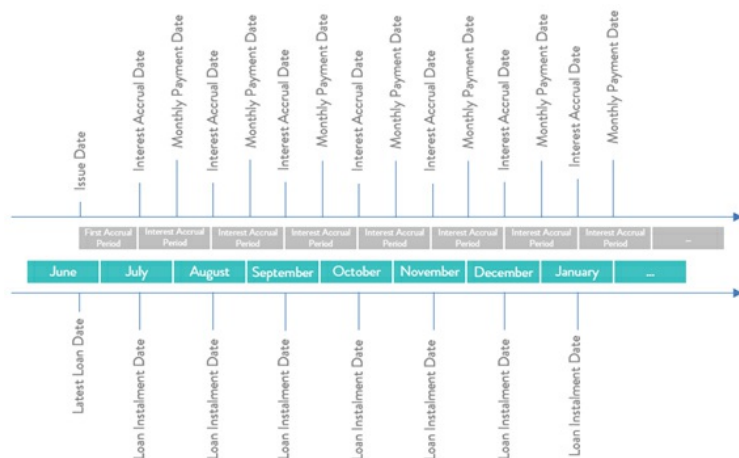 Issue Date
Interest Accrual Date
Monthly Payment Date
Interest Accrual Date
Monthly Payment Date
Interest Accrual Date
Monthly Payment Date
Interest Accrual Date
Monthly Payment Date
Interest Accrual Date
Monthly Payment Date
Interest Accrual Date
Monthly Payment Date
Interest Accrual Date
Monthly Payment Date
First Accrual
Period
Interest Accrual
Period
Interest Accrual
Period
Interest Accrual
Period
Interest Accrual
Period
Interest Accrual
Period
Interest Accrual
Period
Interest Accrual
Period
...
June
July
August
September
October
November
December
January
...
Latest Loan Date
Loan Instalment Date
Loan Instalment Date
Loan Instalment Date
Loan Instalment Date
Loan Instalment Date
Loan Instalment Date
Loan Instalment Date